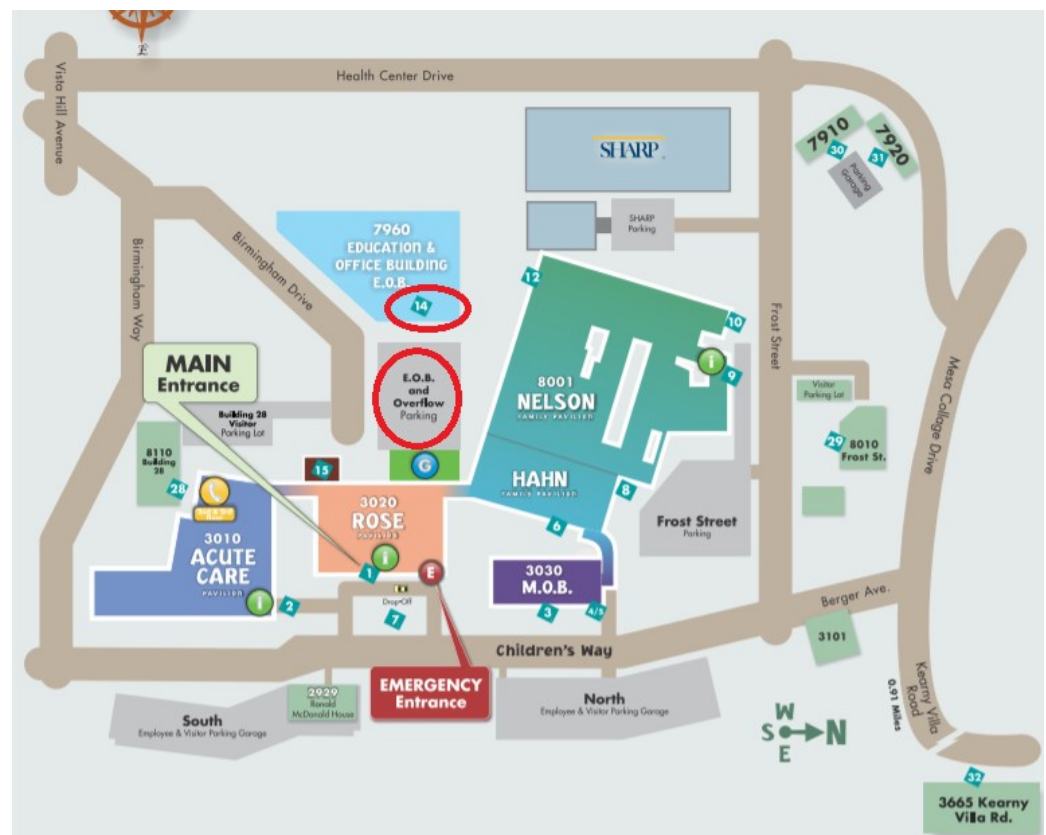 E
Health Center Drive
Vista Hill Avenue
SHARP
7910
7920
30
31
Parking
Garage
SHARP
Parking
Birmingham Way
Birmingham Drive
7960
EDUCATION &
OFFICE BUILDING
E.O.B.
14
12
10
Frost Street
Mesa Collage Drive
MAIN
Entrance
E.O.B.
and
Overflow
Parking
8001
NELSON
FAMILY PAVILION
i
9
Visitor
Parking Lot
29
8010
Frost St.
Building 28
Visitor
Parking Lot
8110
Building
28
28
15
G
HAHN
FAMILY PAVILION
8
6
Frost Street
Parking
3020
ROSE
PAVILION
3010
ACUTE
CARE
PAVILION
i
2
1
i
E
Drop-Off
7
3030
M.O.B.
3
4/5
Berger Ave.
3101
Children's Way
EMERGENCY
Entrance
2929
Ronald
McDonald House
South
Employee & Visitor Parking Garage
North
Employee & Visitor Parking Garage
W
S N
E
Kearny Villa
Road
0.91 Miles
32
3665 Kearny
Villa Rd.